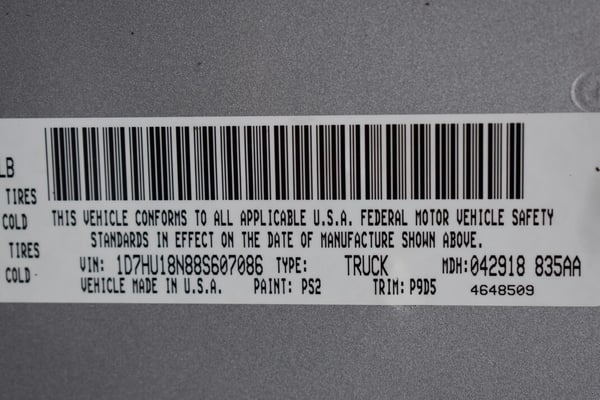 LB
TIRES
COLD
TIRES
COLD
THIS VEHICLE CONFORMS TO ALL APPLICABLE U.S.A. FEDERAL MOTOR VEHICLE SAFETY
STANDARDS IN EFFECT ON THE DATE OF MANUFACTURE SHOWN ABOVE.
VIN: 1D7HU18N88S607086 TYPE: TRUCK MDH:042918 835AA
VEHICLE MADE IN U.S.A. PAINT: PS2 TRIM: P9D5 4648509